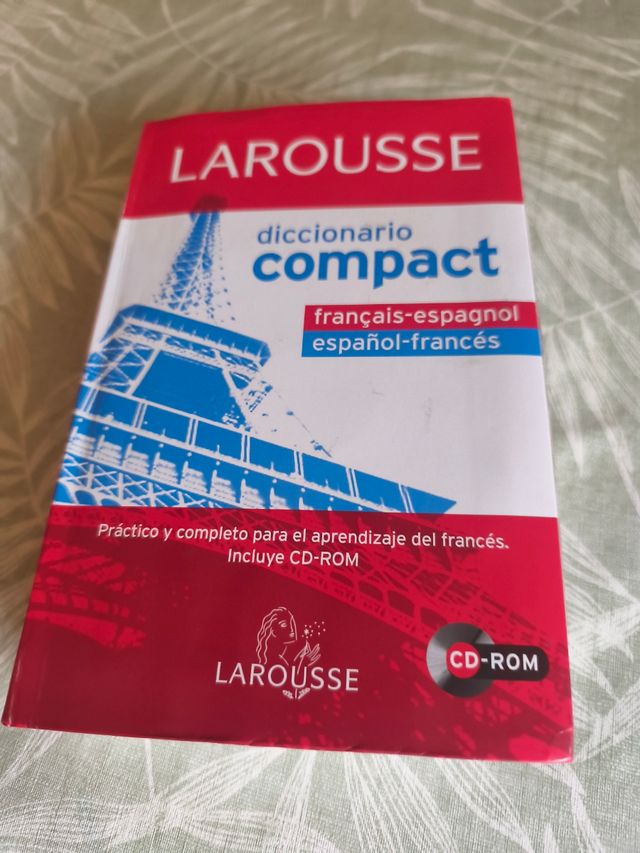 LAROUSSE
diccionario
compact
français-espagnol
español-francés
Práctico y completo para el aprendizaje del francés.
Incluye CD-ROM
LAROUSSE
CD-ROM